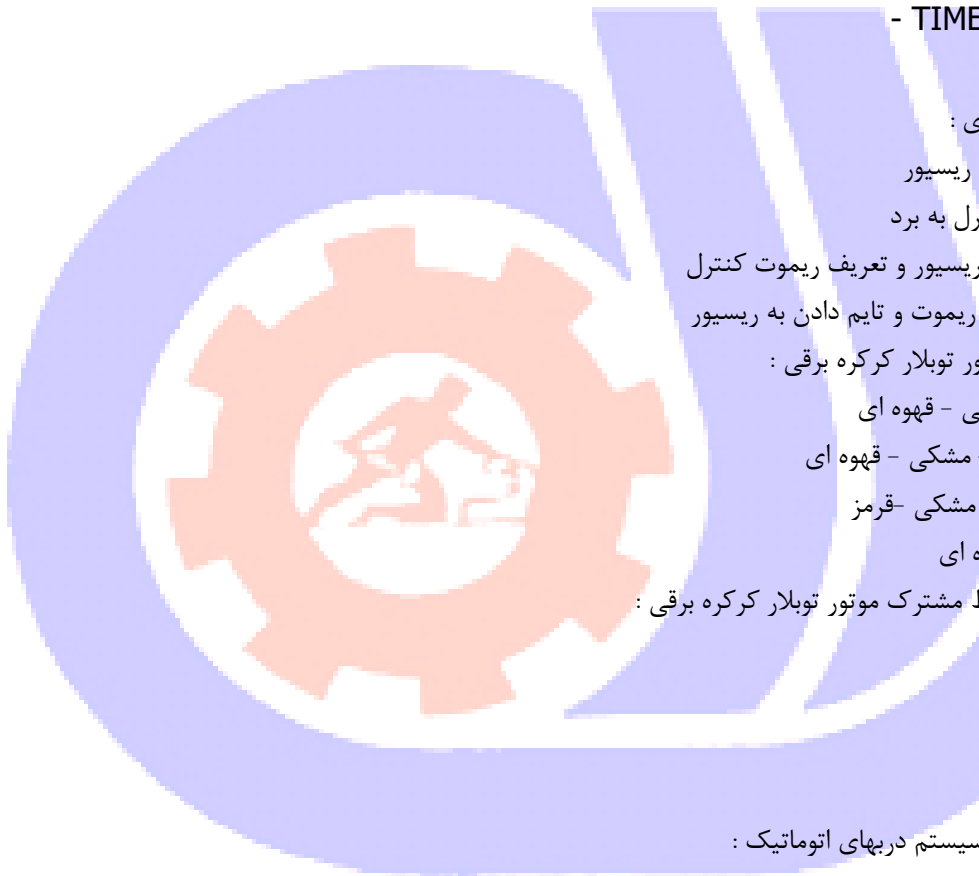 - TIME
ی :
ریسیور
رل به برد
ریسیور و تعریف ریموت کنترل
ریموت و تایم دادن به ریسیور
ور توبلار کرکره برقی :
ی - قهوه ای
مشکی - قهوه ای
مشکی -قرمز
ه ای
مشترک موتور توبلار کرکره برقی :
سیستم دربهای اتوماتیک :